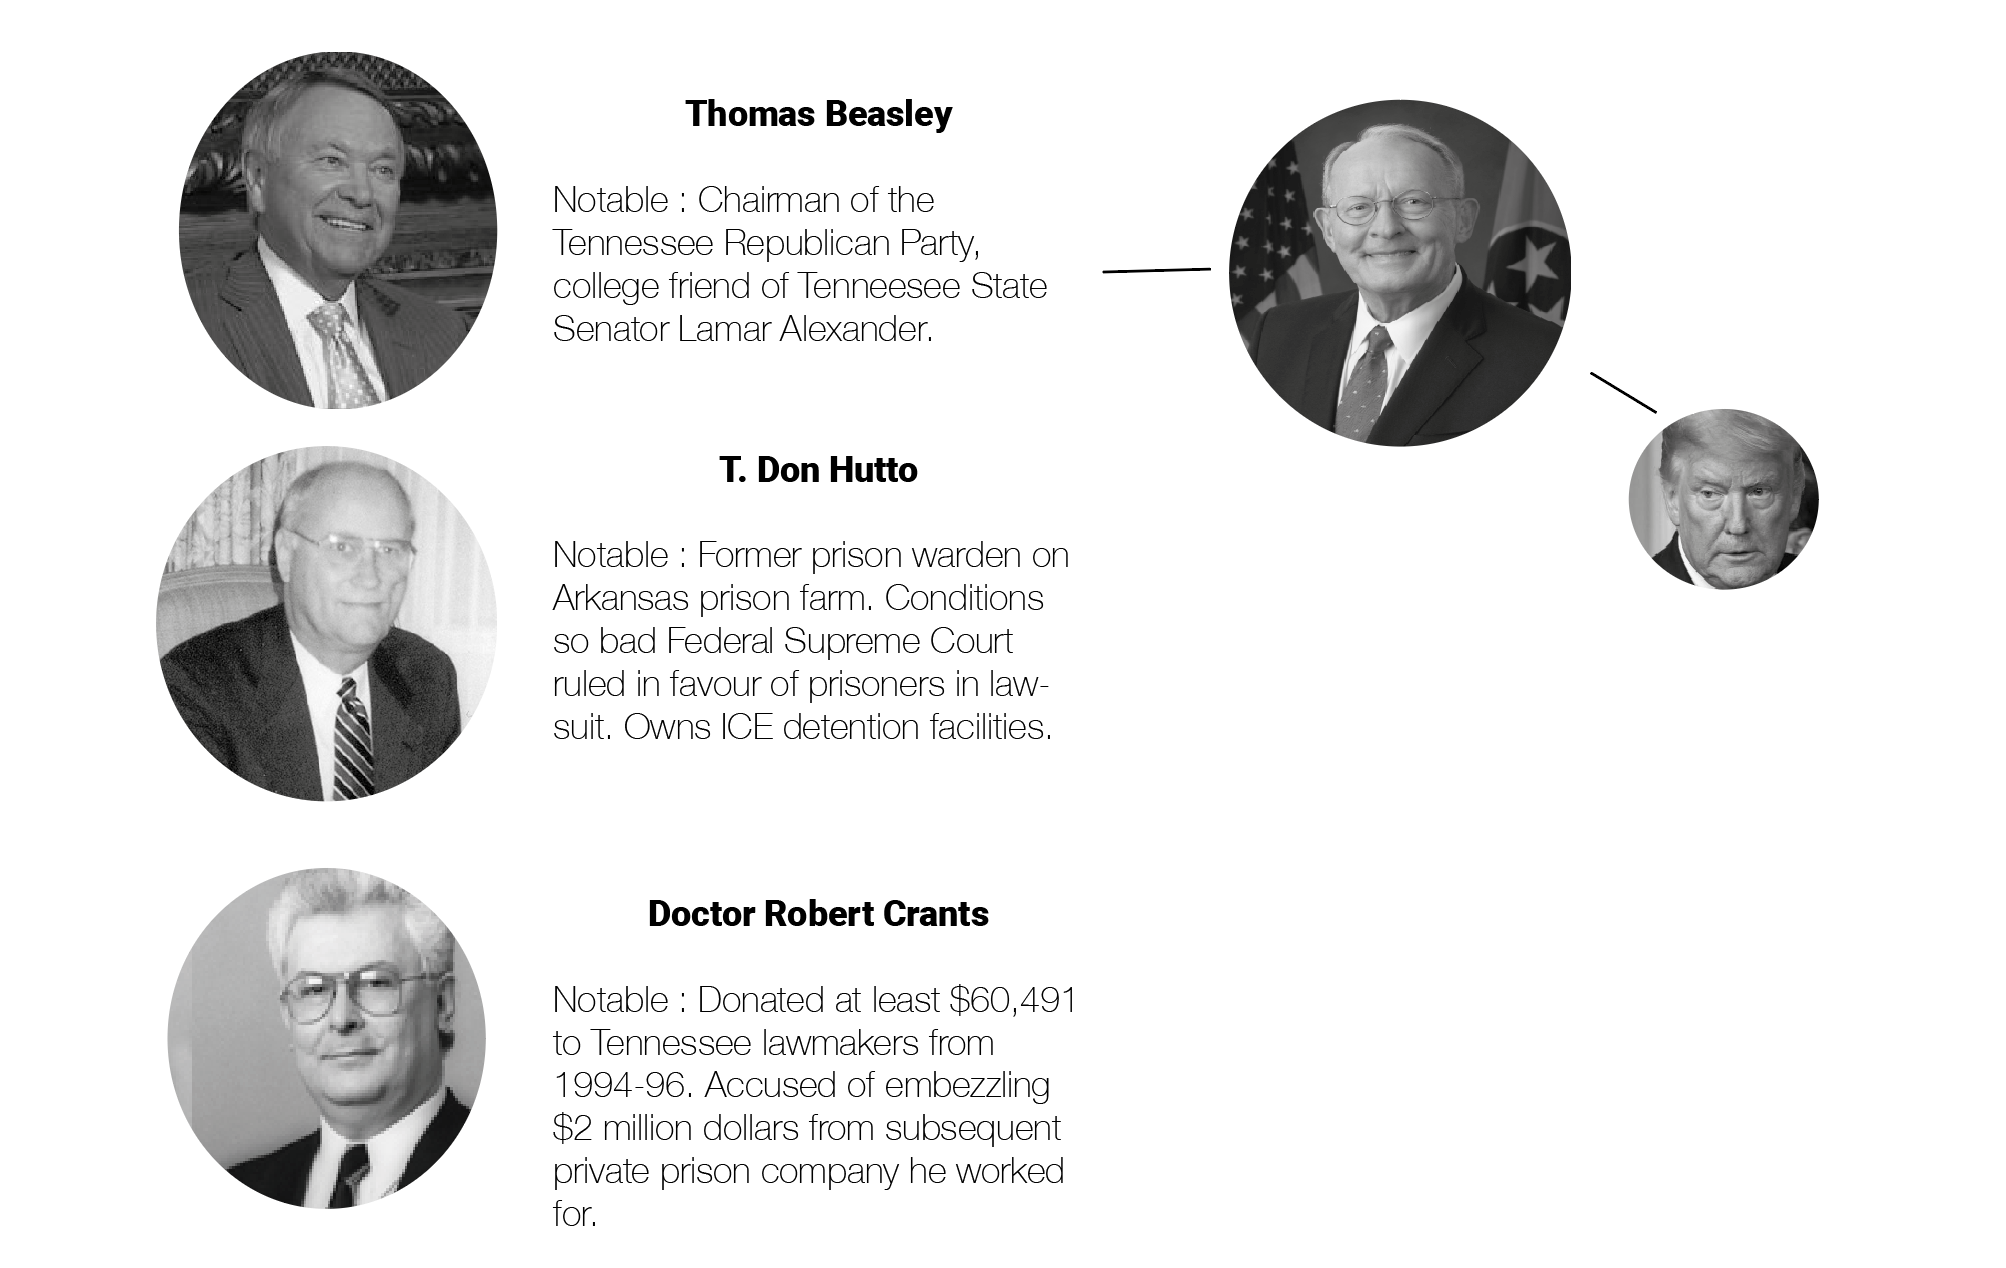 Thomas Beasley
Notable : Chairman of the
Tennessee Republican Party,
college friend of Tenneesee State
Senator Lamar Alexander.
T. Don Hutto
Notable : Former prison warden on
Arkansas prison farm. Conditions
so bad Federal Supreme Court
ruled in favour of prisoners in law-
suit. Owns ICE detention facilities.
Doctor Robert Crants
Notable : Donated at least $60,491
to Tennessee lawmakers from
1994-96. Accused of embezzling
$2 million dollars from subsequent
private prison company he worked
for.